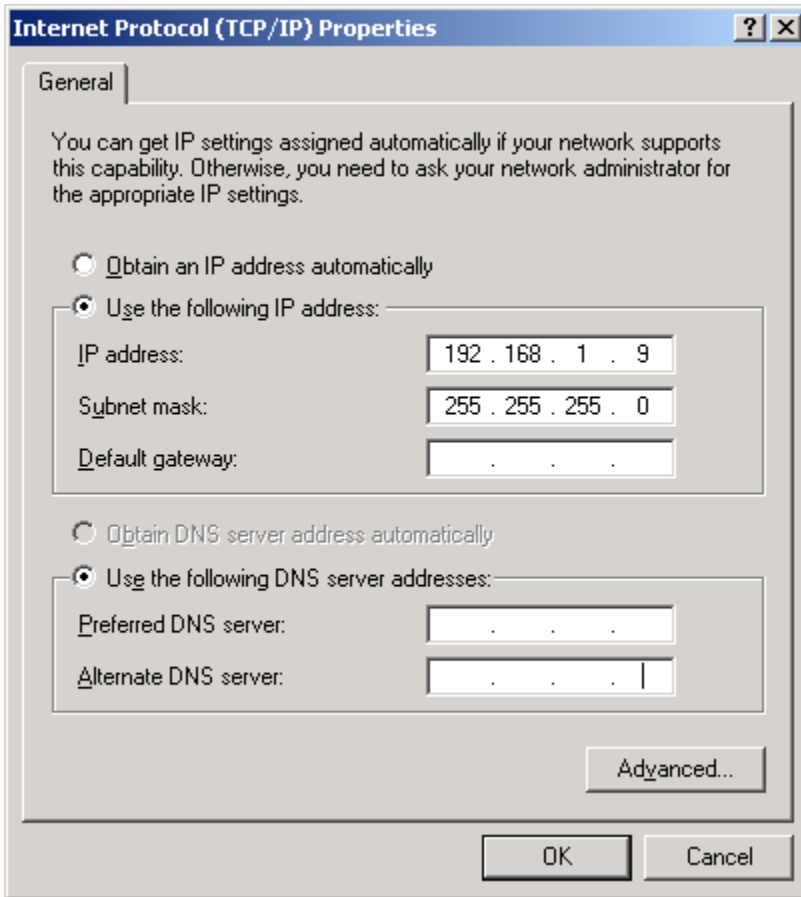 Internet Protocol (TCP/IP) Properties
General
You can get IP settings assigned automatically if your network supports
this capability. Otherwise, you need to ask your network administrator for
the appropriate IP settings.
Obtain an IP address automatically
Use the following IP address:
IP address: 192 . 168 . 1 . 9
Subnet mask: 255 . 255 . 255 . 0
Default gateway: . . .
Obtain DNS server address automatically
Use the following DNS server addresses:
Preferred DNS server: . . .
Alternate DNS server: . . .
Advanced...
OK Cancel